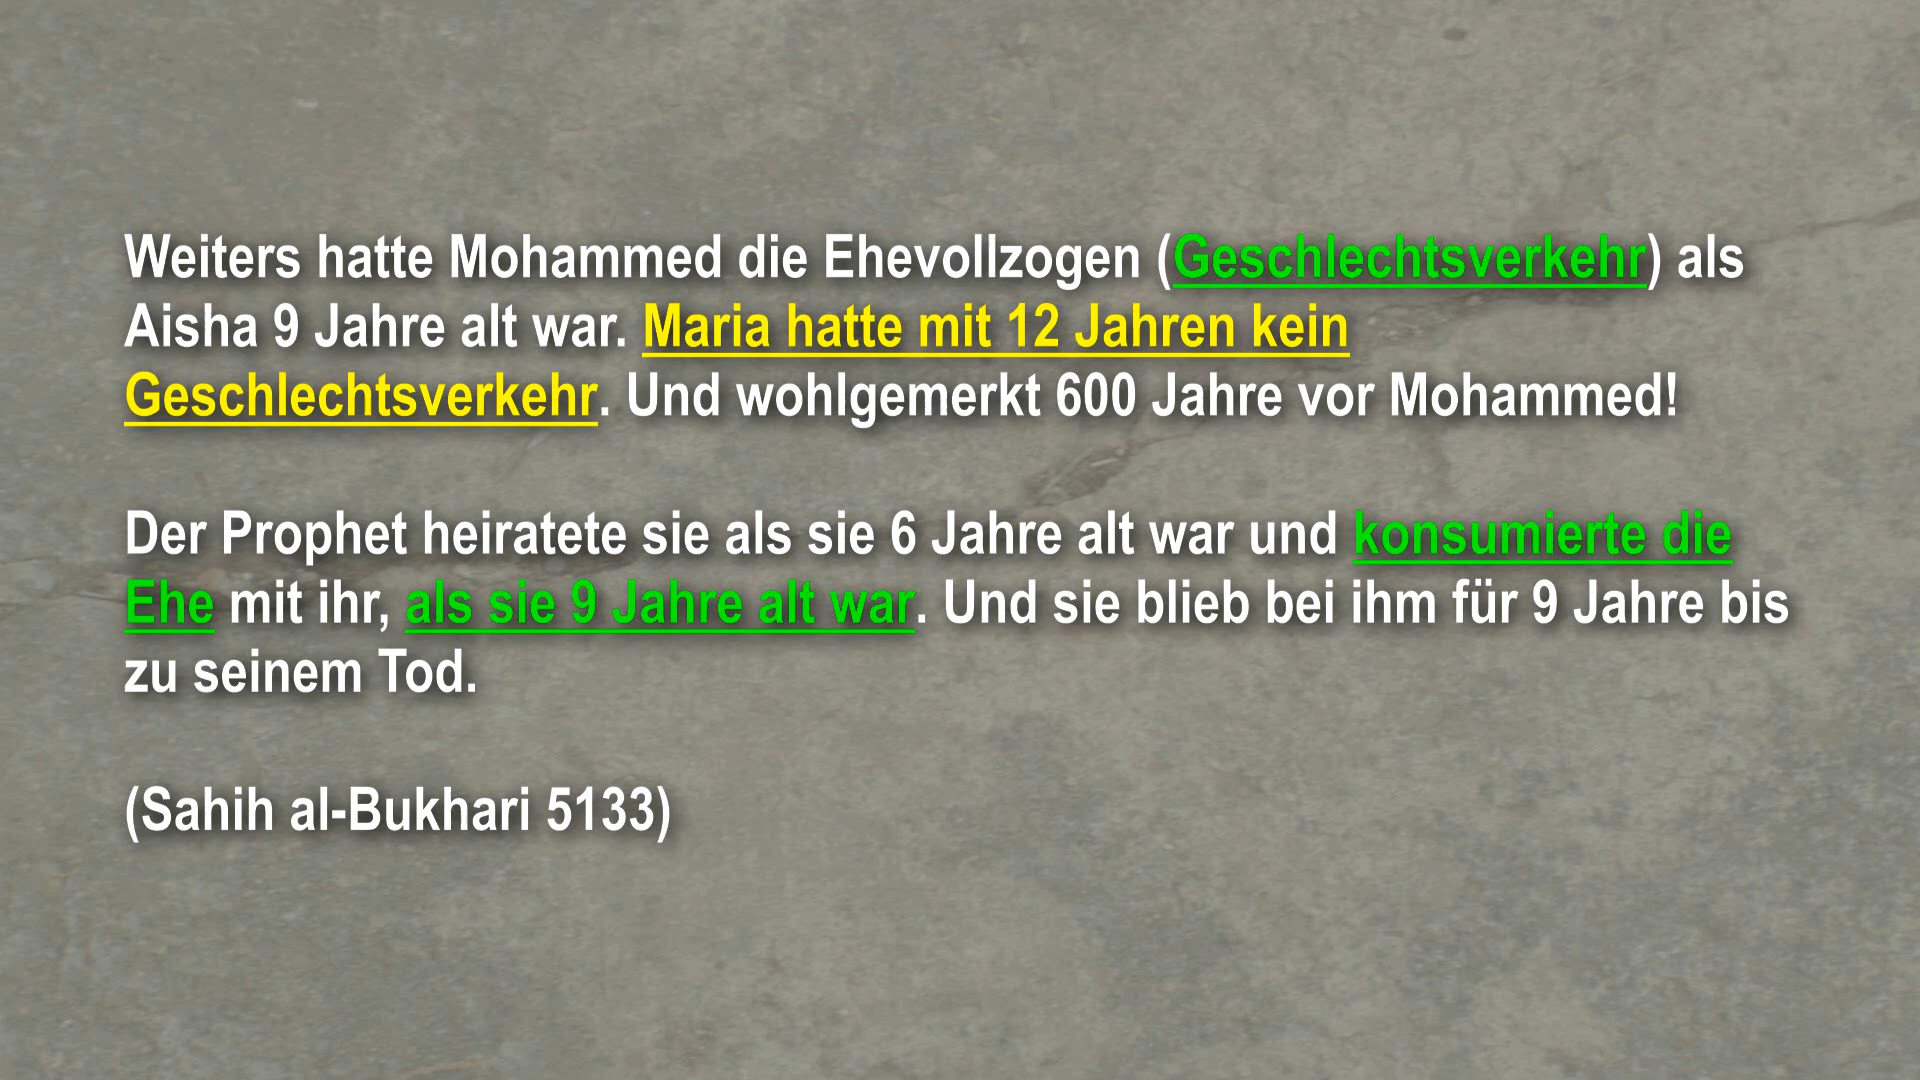 Weiters hatte Mohammed die Ehevollzogen (Geschlechtsverkehr) als
Aisha 9 Jahre alt war. Maria hatte mit 12 Jahren kein
Geschlechtsverkehr. Und wohlgemerkt 600 Jahre vor Mohammed!
Der Prophet heiratete sie als sie 6 Jahre alt war und konsumierte die
Ehe mit ihr, als sie 9 Jahre alt war. Und sie blieb bei ihm für 9 Jahre bis
zu seinem Tod.
(Sahih al-Bukhari 5133)